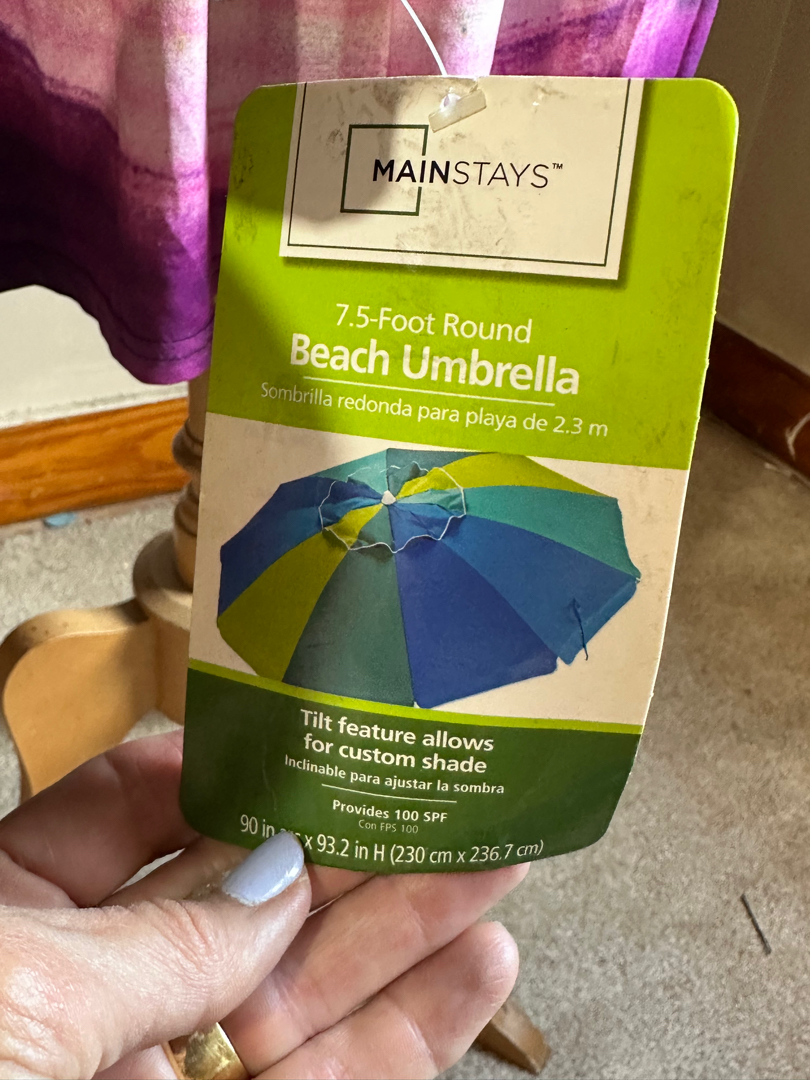 MAINSTAYS™
7.5-Foot Round
Beach Umbrella
Sombrilla redonda para playa de 2.3 m
Tilt feature allows
for custom shade
Inclinable para ajustar la sombra
Provides 100 SPF
Con FPS 100
90 in x 93.2 in H (230 cm x 236.7 cm)